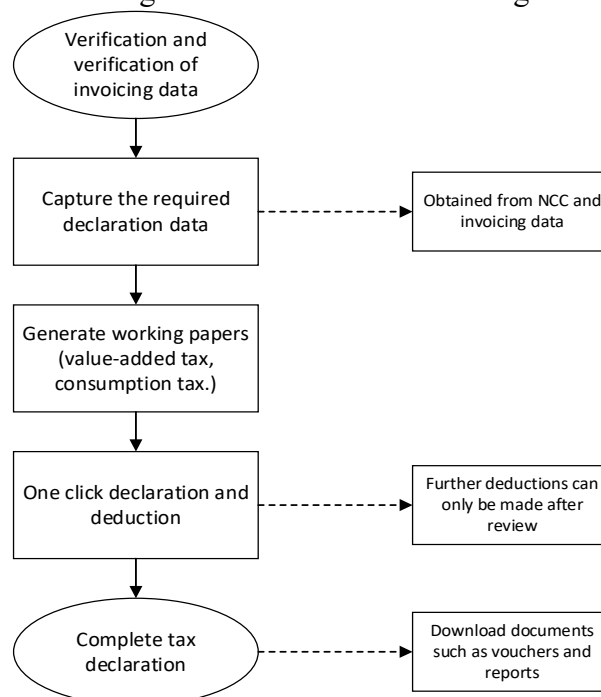 Verification and
verification of
invoicing data
Capture the required
declaration data
Obtained from NCC and
invoicing data
Generate working papers
(value-added tax,
consumption tax.)
One click declaration and
deduction
Further deductions can
only be made after
review
Complete tax
declaration
Download documents
such as vouchers and
reports